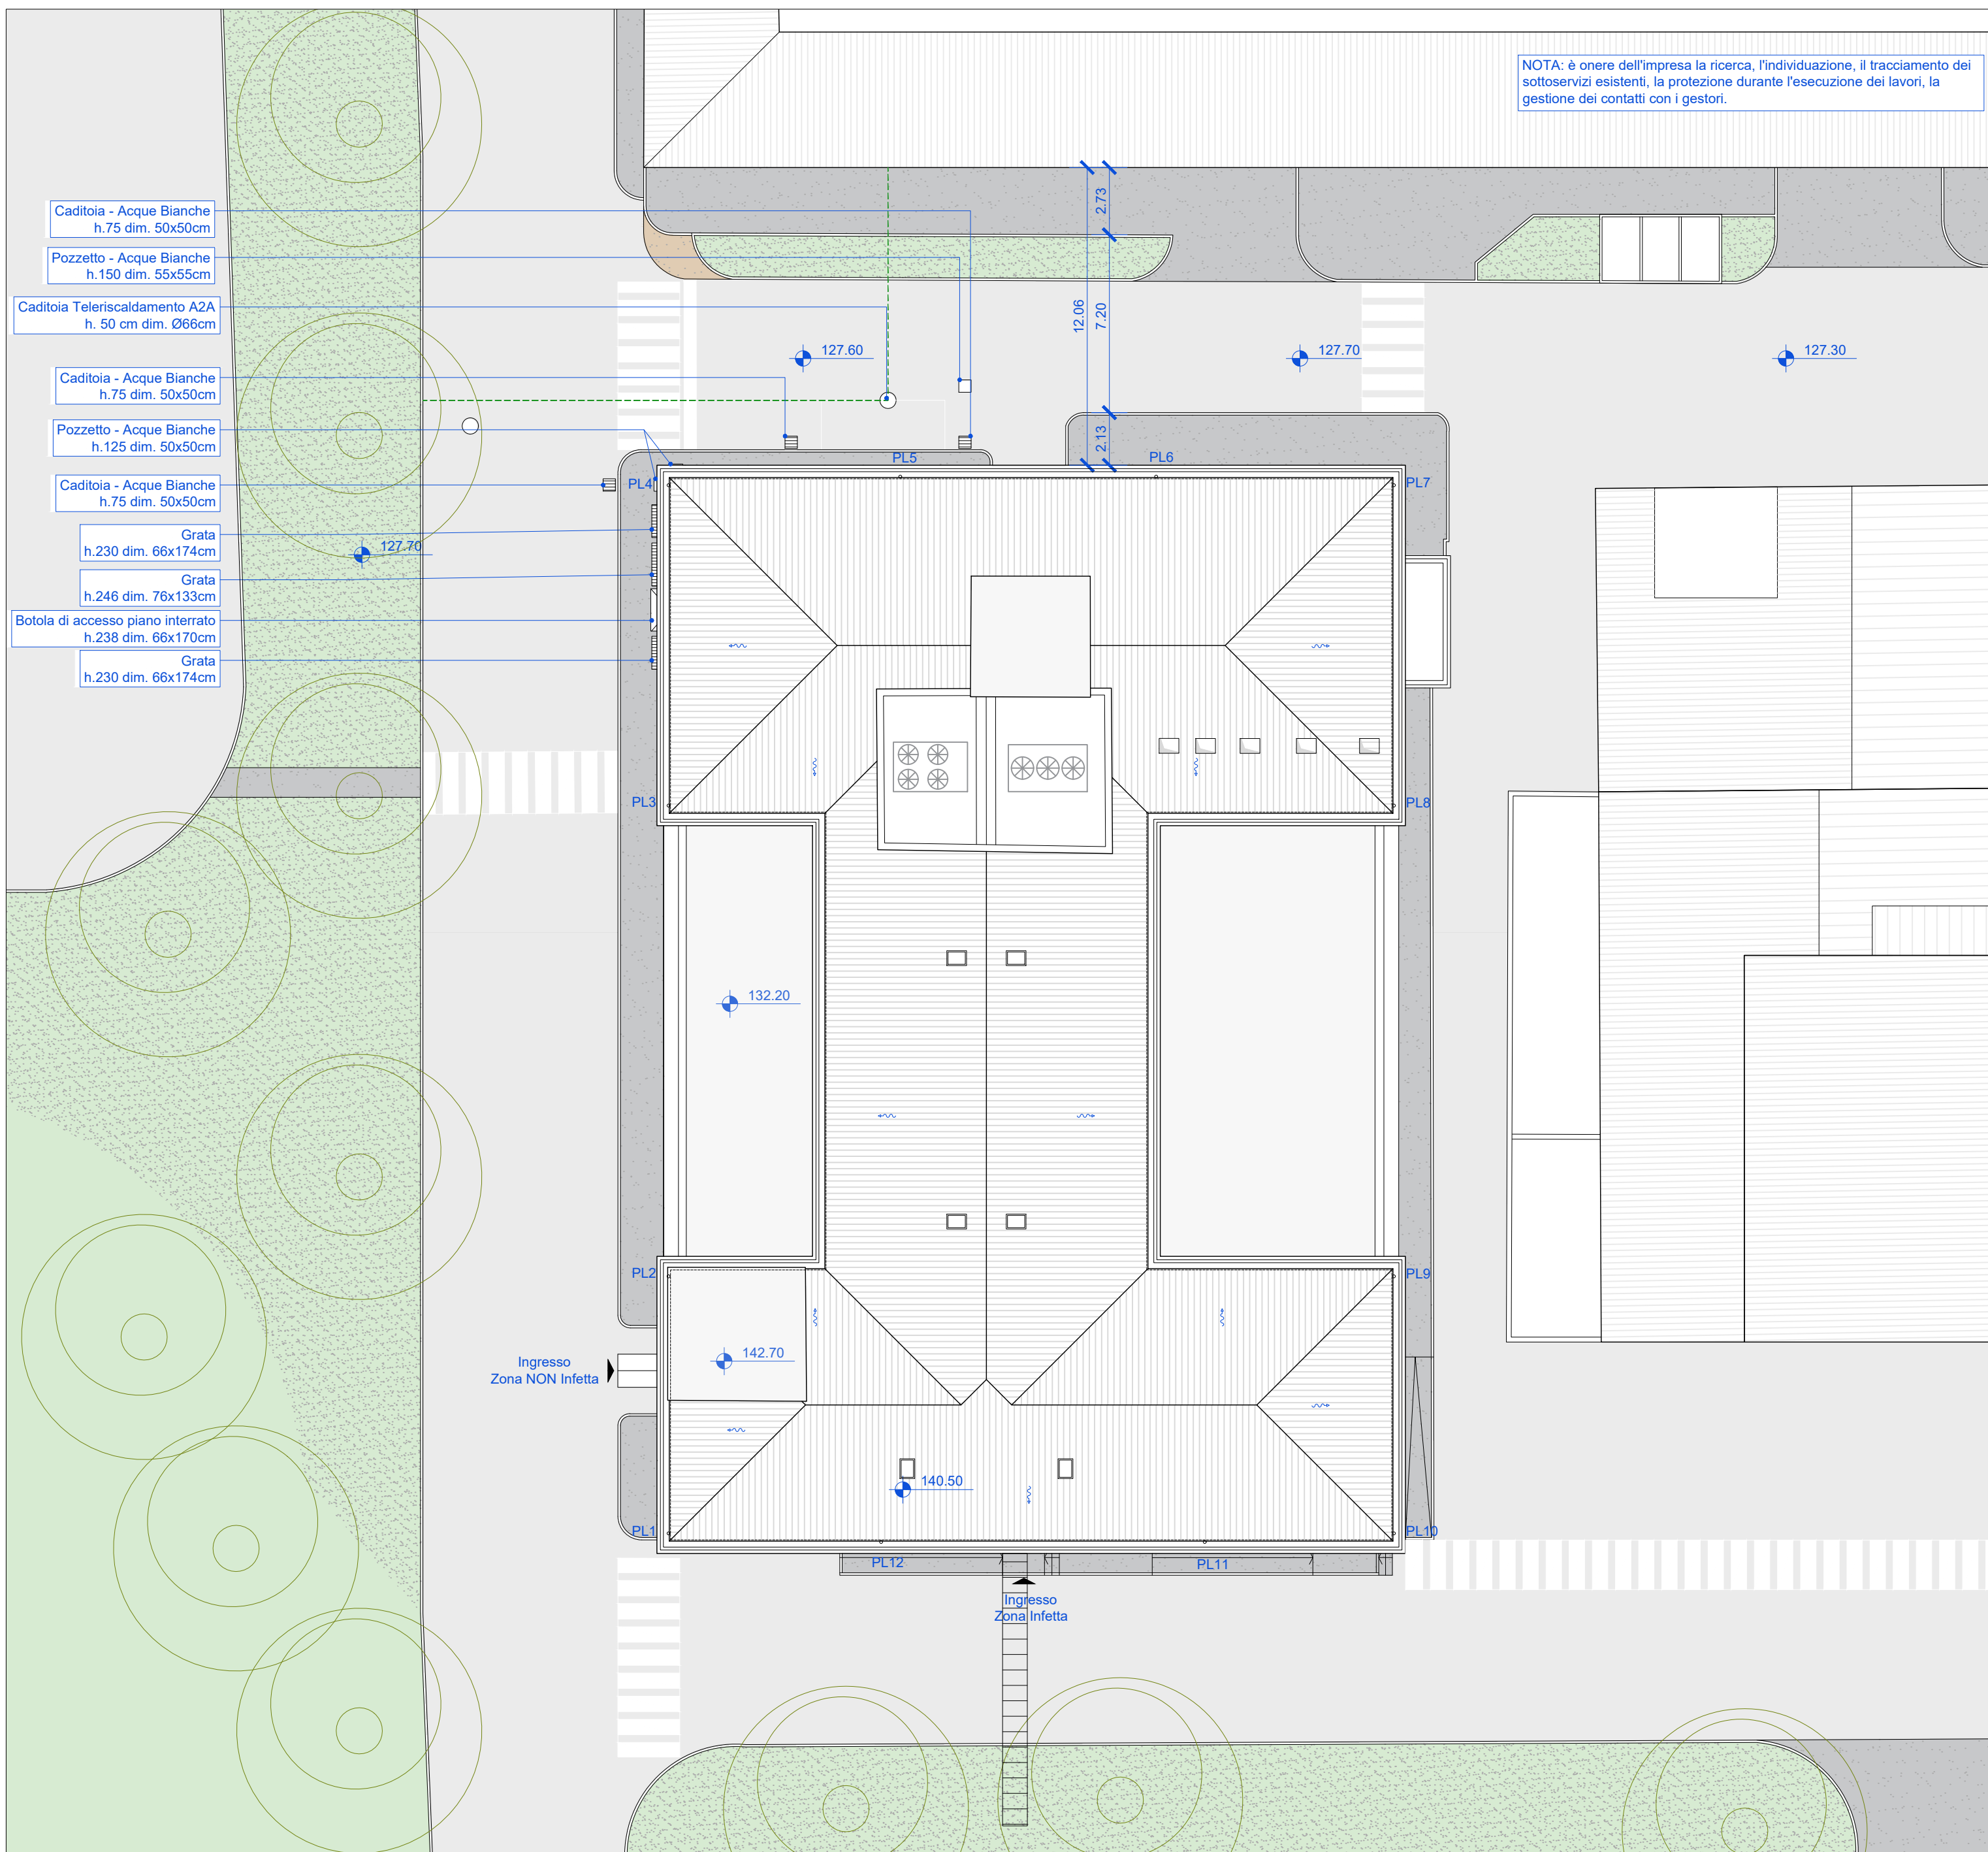 NOTA: è onere dell'impresa la ricerca, l'individuazione, il tracciamento dei
sottoservizi esistenti, la protezione durante l'esecuzione dei lavori, la
gestione dei contatti con i gestori.
Caditoia - Acque Bianche
h.75 dim. 50x50cm
Pozzetto - Acque Bianche
h.150 dim. 55x55cm
Caditoia Teleriscaldamento A2A
h. 50 cm dim. Ø66cm
Caditoia - Acque Bianche
h.75 dim. 50x50cm
Pozzetto - Acque Bianche
h.125 dim. 50x50cm
Caditoia - Acque Bianche
h.75 dim. 50x50cm
Grata
h.230 dim. 66x174cm
Grata
h.246 dim. 76x133cm
Botola di accesso piano interrato
h.238 dim. 66x170cm
Grata
h.230 dim. 66x174cm
2.73
12.06
7.20
2.13
127.60
127.70
127.30
PL5
PL6
PL4
PL7
127.70
PL3
PL8
132.20
PL2
PL9
142.70
Ingresso
Zona NON Infetta
140.50
PL1
PL10
PL12
PL11
Ingresso
Zona Infetta